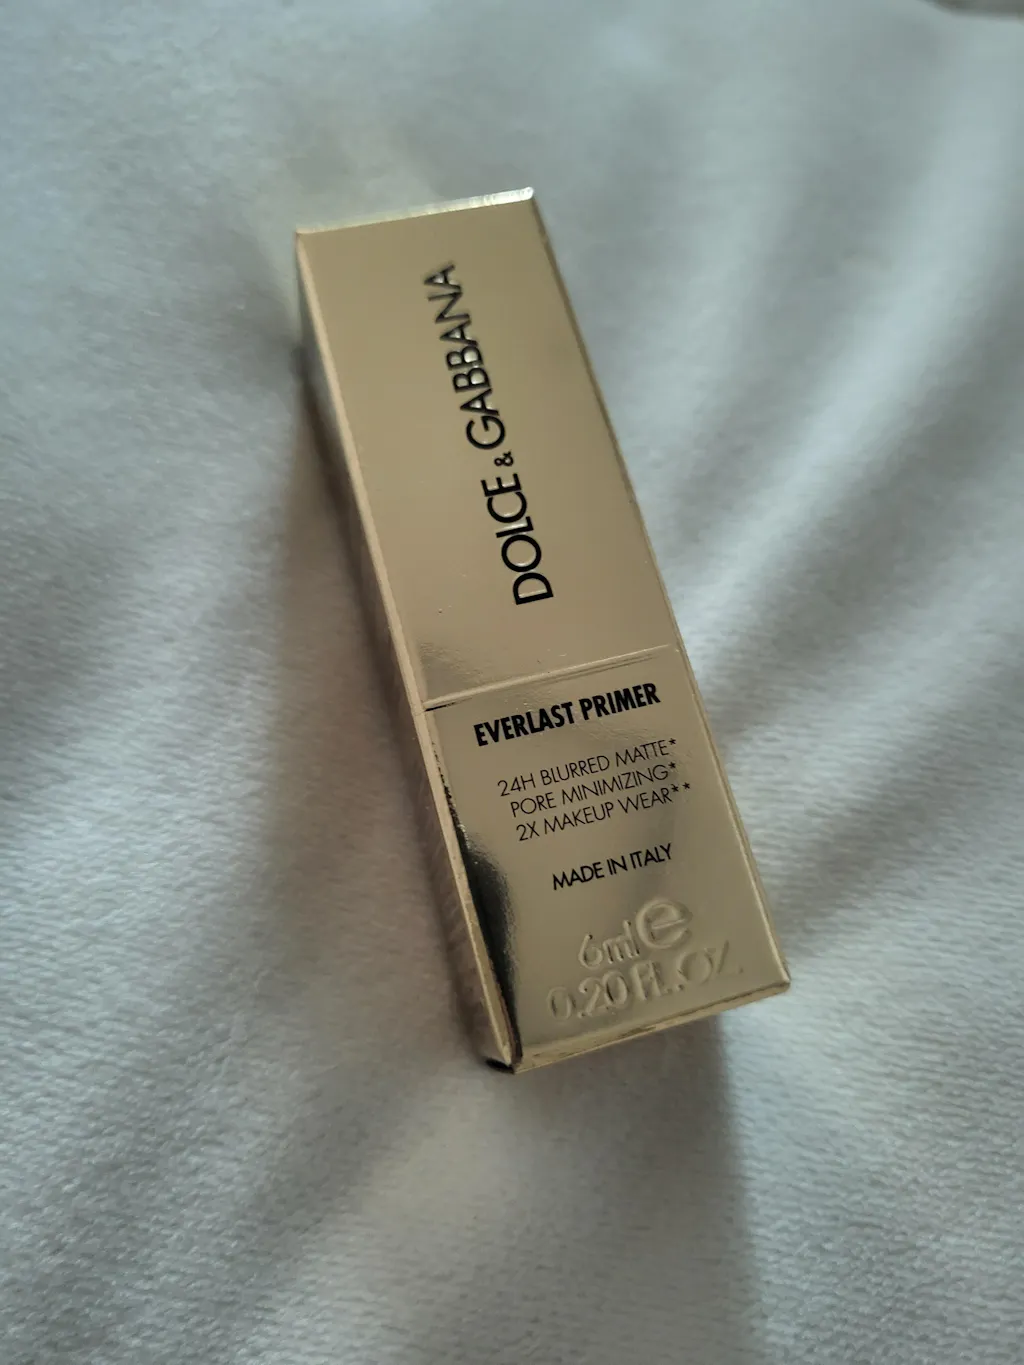 DOLCE & GABBANA
EVERLAST PRIMER
24H BLURRED MATTE*
PORE MINIMIZING*
2X MAKEUP WEAR**
MADE IN ITALY
6ml e
0.20 FL.OZ.